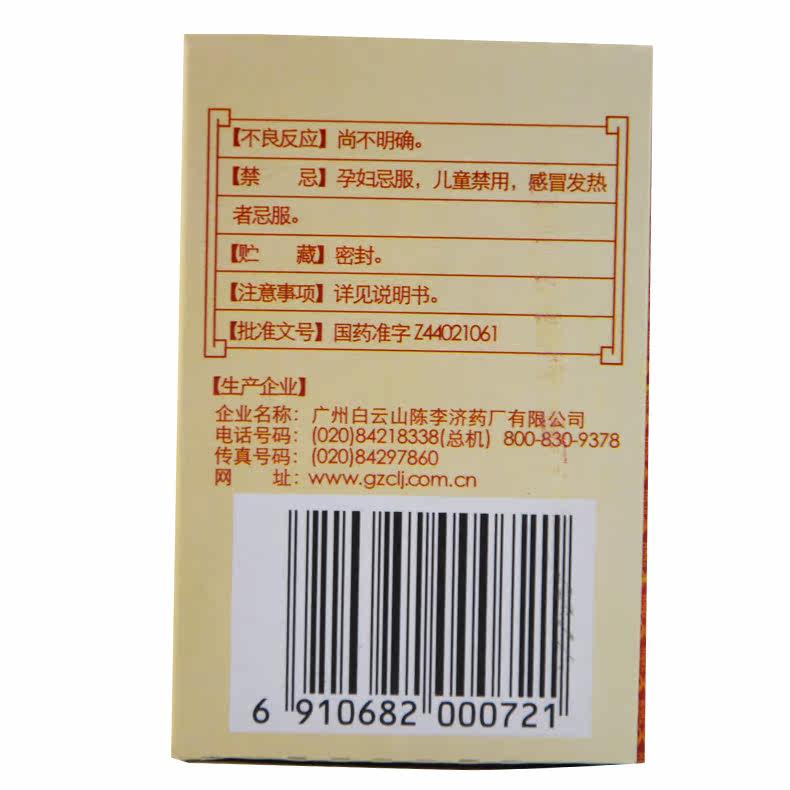 【不良反应】尚不明确。
【禁　忌】孕妇忌服，儿童禁用，感冒发热
者忌服。
【贮　藏】密封。
【注意事项】详见说明书。
【批准文号】国药准字Z44021061
【生产企业】
企业名称：广州白云山陈李济药厂有限公司
电话号码：(020)84218338(总机) 800-830-9378
传真号码：(020)84297860
网　址：www.gzclj.com.cn
6 910682 000721